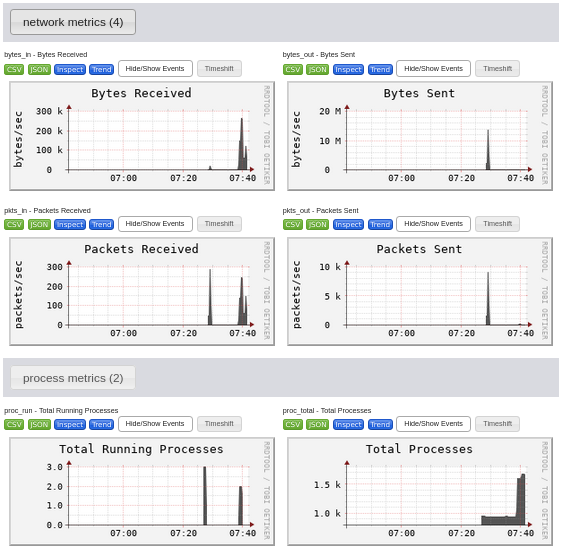 network metrics (4)
bytes_in - Bytes Received
CSV JSON Inspect Trend Hide/Show Events Timeshift
Bytes Received
bytes/sec
300 k
200 k
100 k
0
07:00 07:20 07:40
RRDTOOL / TOBI OETIKER
bytes_out - Bytes Sent
CSV JSON Inspect Trend Hide/Show Events Timeshift
Bytes Sent
bytes/sec
20 M
10 M
0
07:00 07:20 07:40
RRDTOOL / TOBI OETIKER
pkts_in - Packets Received
CSV JSON Inspect Trend Hide/Show Events Timeshift
Packets Received
packets/sec
300
200
100
0
07:00 07:20 07:40
RRDTOOL / TOBI OETIKER
pkts_out - Packets Sent
CSV JSON Inspect Trend Hide/Show Events Timeshift
Packets Sent
packets/sec
10 k
5 k
0
07:00 07:20 07:40
RRDTOOL / TOBI OETIKER
process metrics (2)
proc_run - Total Running Processes
CSV JSON Inspect Trend Hide/Show Events Timeshift
Total Running Processes
3.0
2.0
1.0
0.0
07:00 07:20 07:40
RRDTOOL / TOBI OETIKER
proc_total - Total Processes
CSV JSON Inspect Trend Hide/Show Events Timeshift
Total Processes
1.5 k
1.0 k
07:00 07:20 07:40
RRDTOOL / TOBI OETIKER